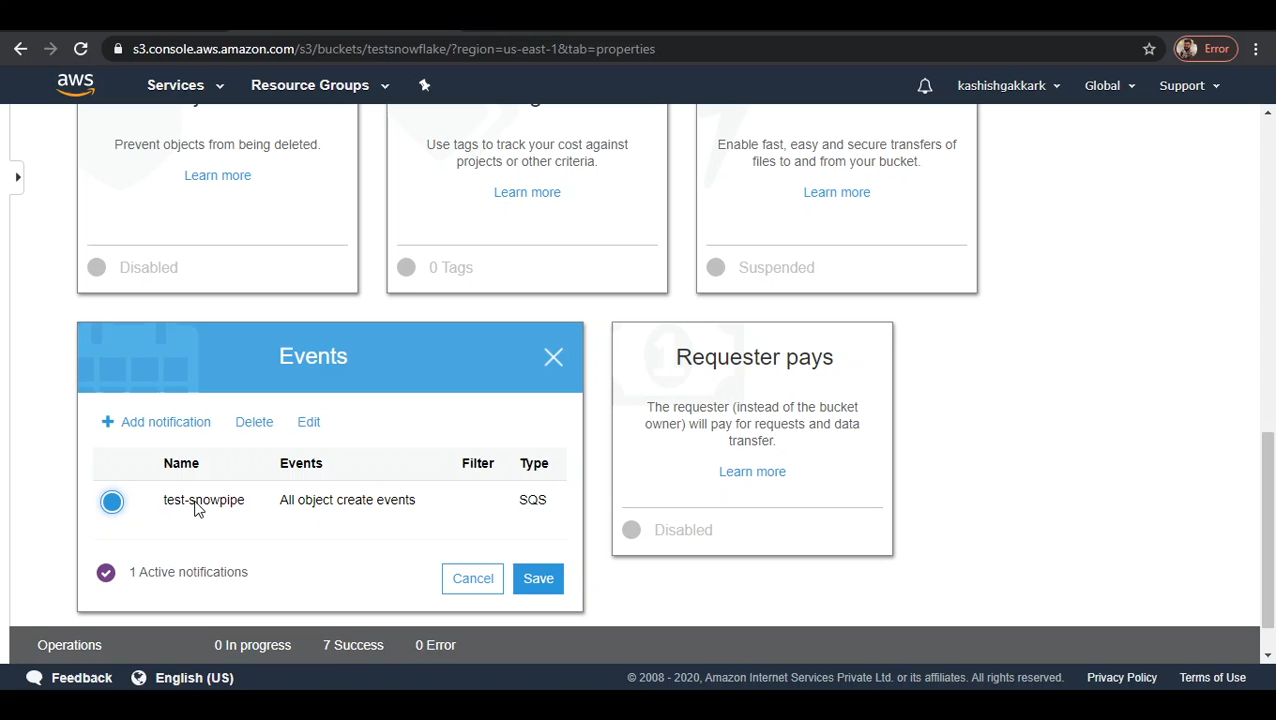 s3.console.aws.amazon.com/s3/buckets/testsnowflake/?region=us-east-1&tab=properties
Error
aws
Services
Resource Groups
kashishgakkark
Global
Support
Prevent objects from being deleted.
Learn more
Disabled
Use tags to track your cost against
projects or other criteria.
Learn more
0 Tags
Enable fast, easy and secure transfers of
files to and from your bucket.
Learn more
Suspended
Events
+ Add notification Delete Edit
Name Events Filter Type
test-snowpipe All object create events SQS
1 Active notifications
Cancel
Save
Requester pays
The requester (instead of the bucket
owner) will pay for requests and data
transfer.
Learn more
Disabled
Operations 0 In progress 7 Success 0 Error
Feedback
English (US)
© 2008 - 2020, Amazon Internet Services Private Ltd. or its affiliates. All rights reserved.
Privacy Policy
Terms of Use